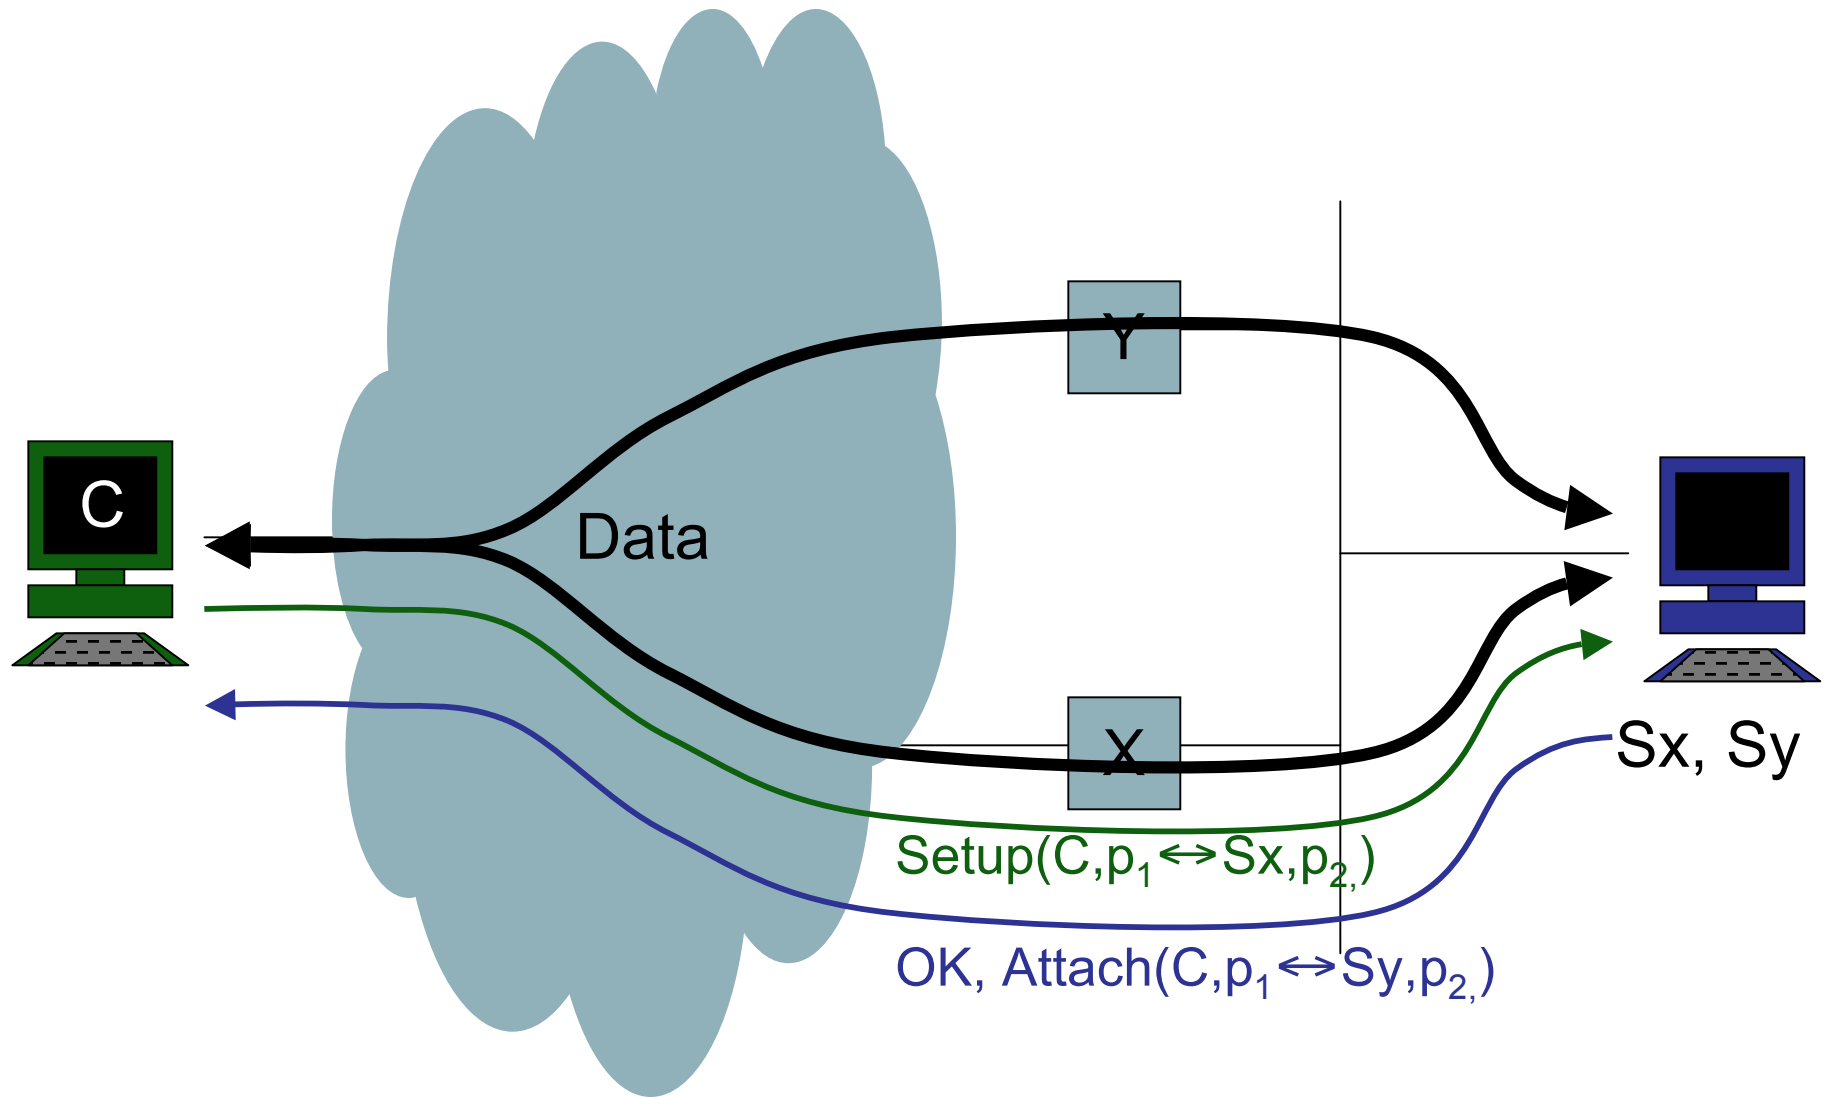 Y
C
Data
Sx, Sy
X
Setup(C,p₁<->Sx,p₂,)
OK, Attach(C,p₁<->Sy,p₂,)